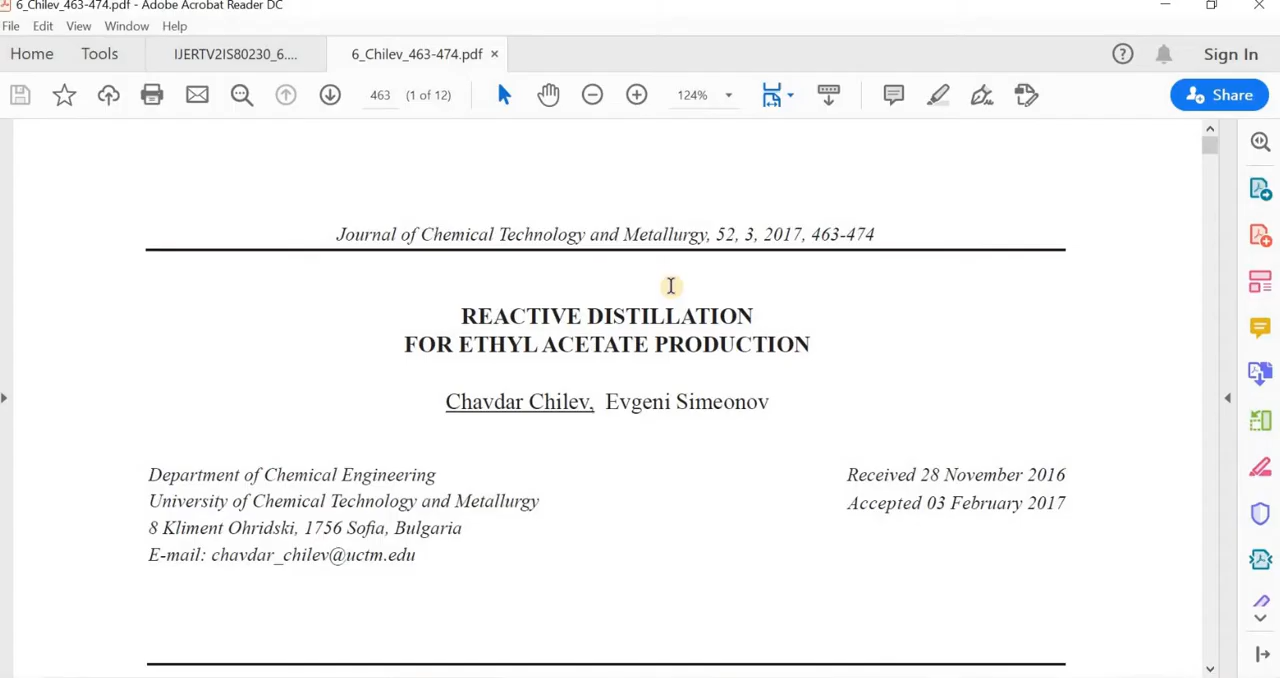 6_Chilev_463-474.pdf - Adobe Acrobat Reader DC
File Edit View Window Help
Home Tools IJERTV2IS80230_6.... 6_Chilev_463-474.pdf × Sign In
463 (1 of 12) 124% Share
Journal of Chemical Technology and Metallurgy, 52, 3, 2017, 463-474
REACTIVE DISTILLATION
FOR ETHYL ACETATE PRODUCTION
Chavdar Chilev, Evgeni Simeonov
Department of Chemical Engineering Received 28 November 2016
University of Chemical Technology and Metallurgy Accepted 03 February 2017
8 Kliment Ohridski, 1756 Sofia, Bulgaria
E-mail: chavdar_chilev@uctm.edu